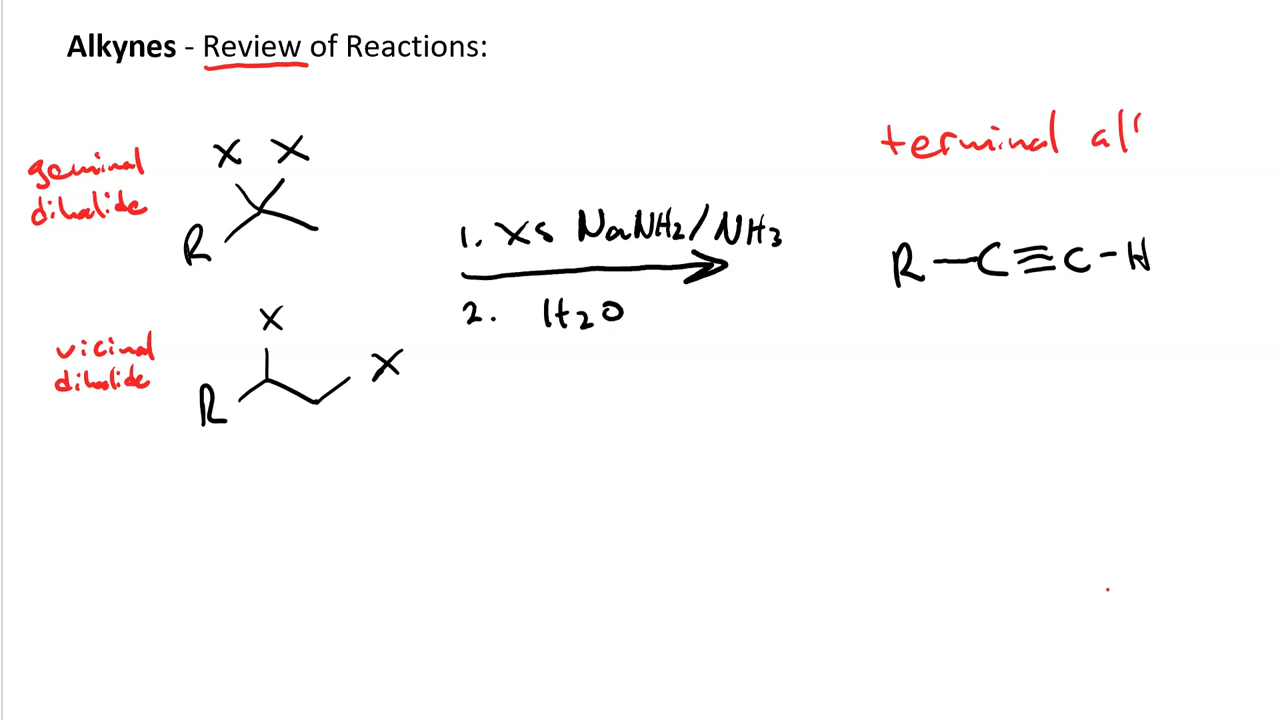 Alkynes - Review of Reactions:
terminal al
geminal
dihalide
X X
R
1. xs NaNH₂/NH₃
2. H₂O
R-C≡C-H
vicinal
dihalide
X
X
R